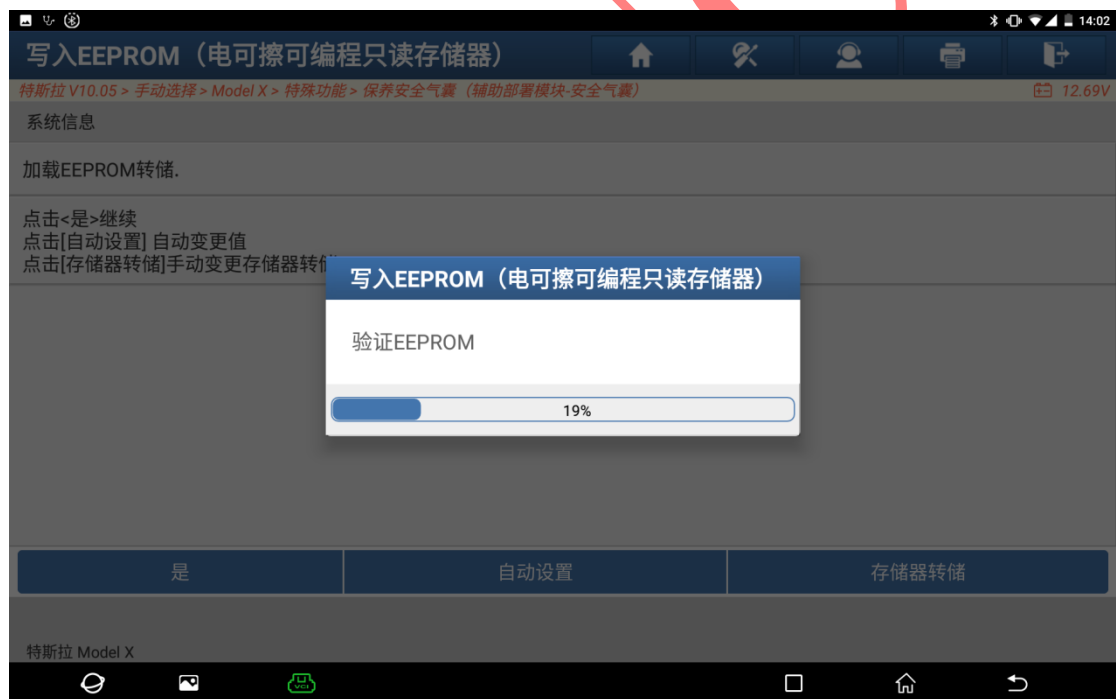 14:02
写入EEPROM（电可擦可编程只读存储器）
特斯拉 V10.05 > 手动选择 > Model X > 特殊功能 > 保养安全气囊（辅助部署模块-安全气囊）
12.69V
系统信息
加载EEPROM转储.
点击<是>继续
点击[自动设置] 自动变更值
点击[存储器转储]手动变更存储器转储
写入EEPROM（电可擦可编程只读存储器）
验证EEPROM
19%
是
自动设置
存储器转储
特斯拉 Model X
VCI